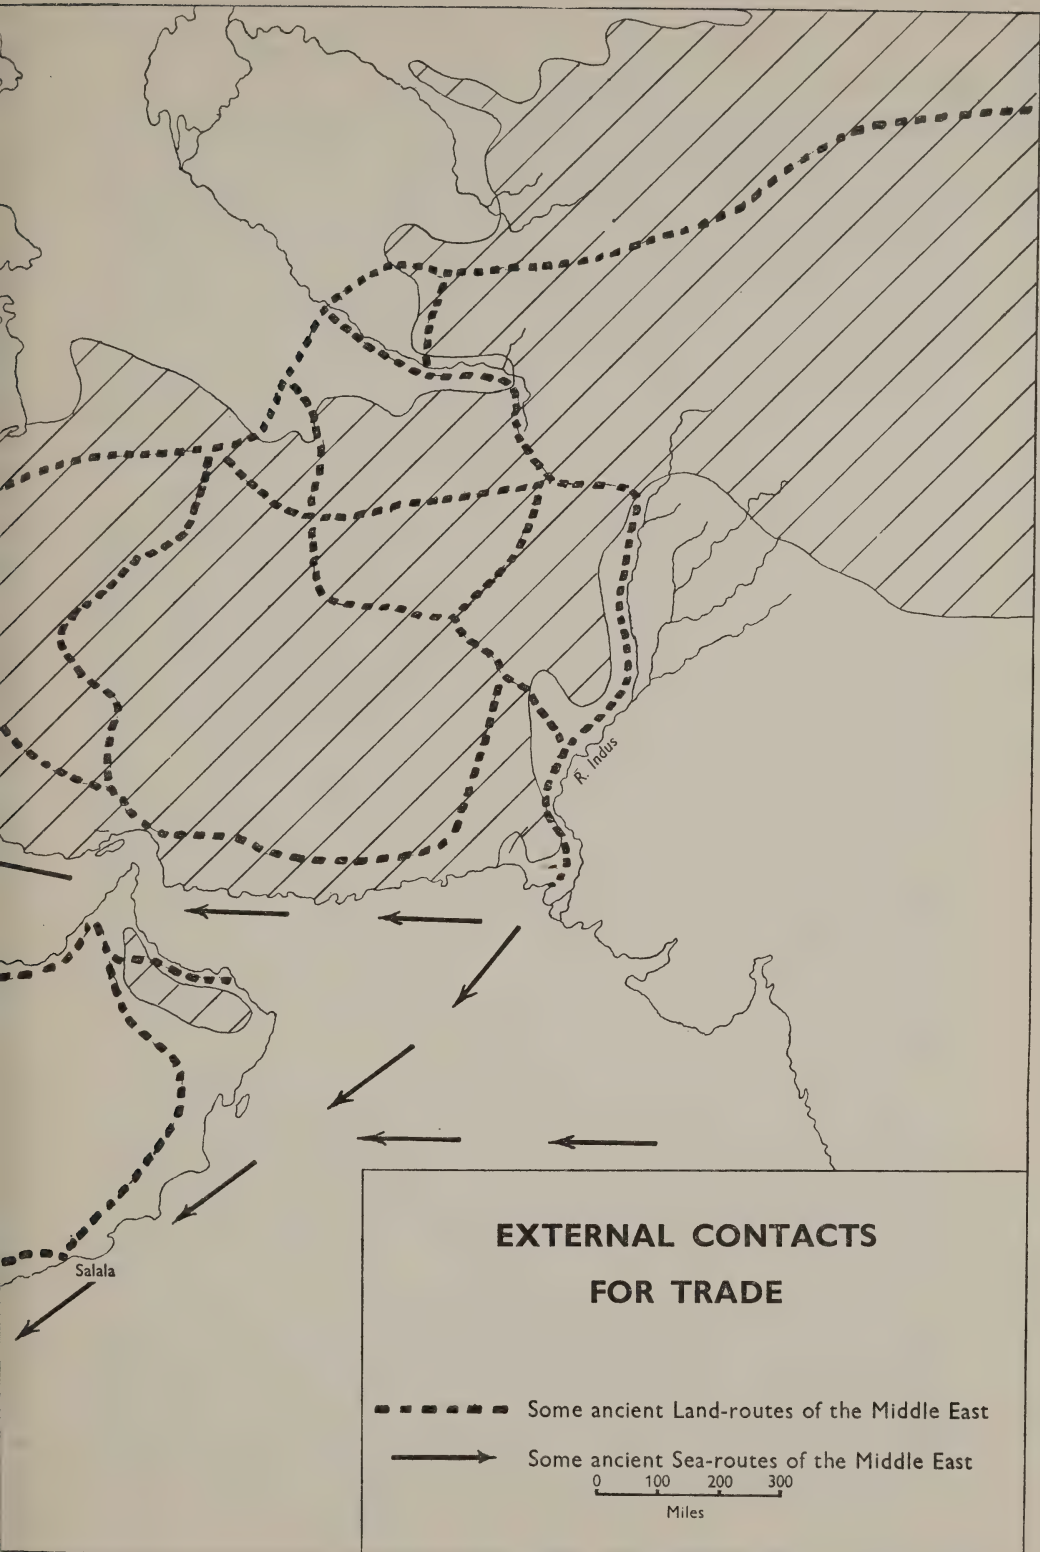 R. Indus
Salala
EXTERNAL CONTACTS
FOR TRADE
Some ancient Land-routes of the Middle East
Some ancient Sea-routes of the Middle East
0 100 200 300
Miles